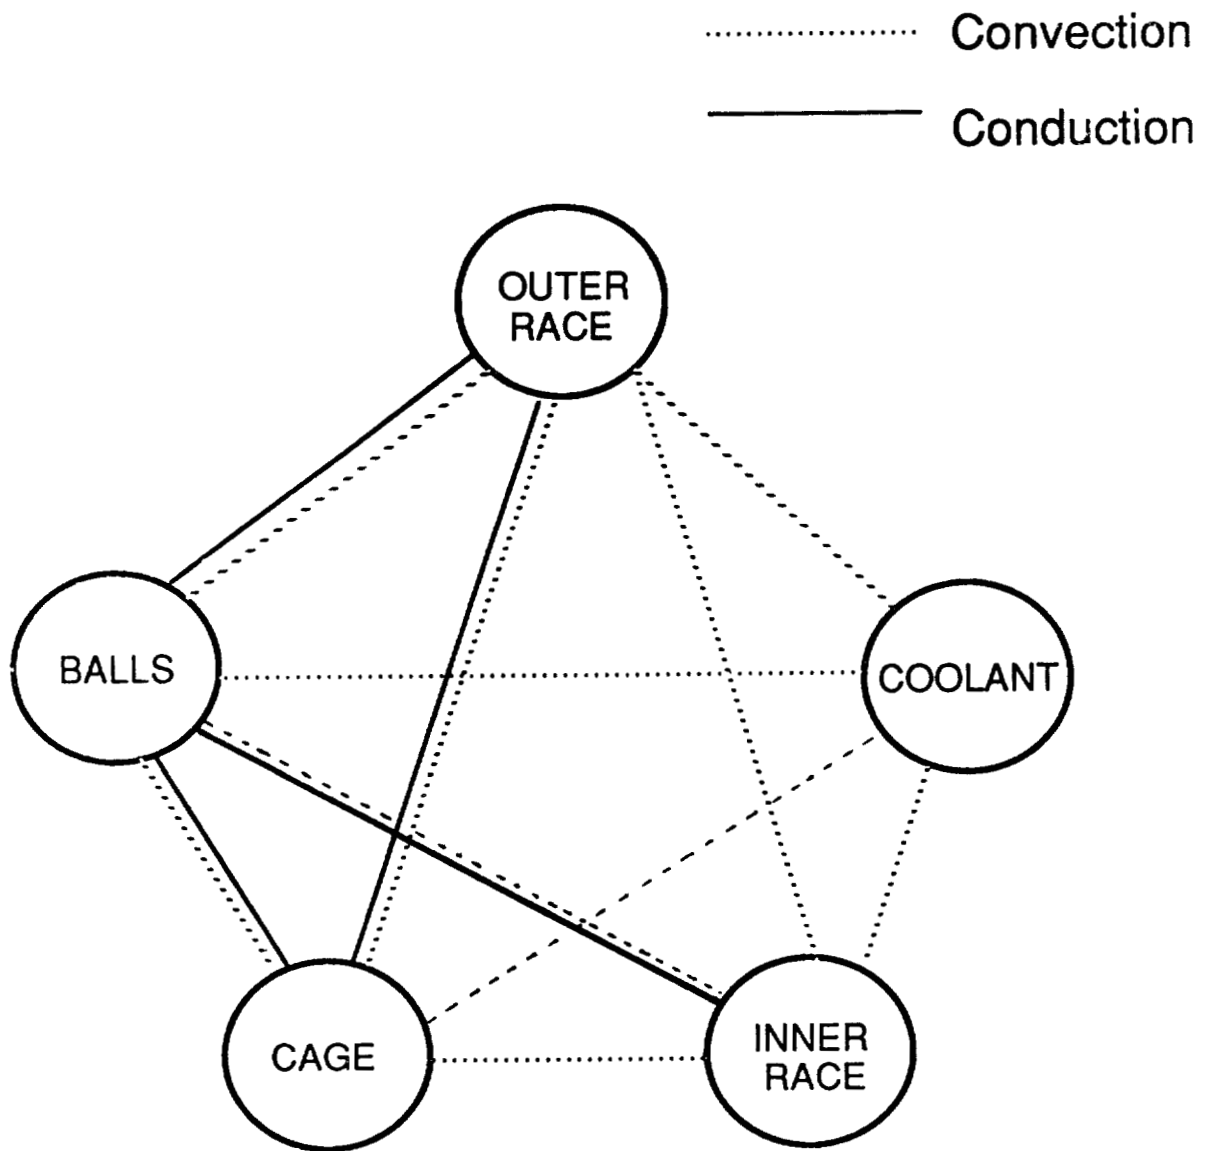 Convection
Conduction
OUTER
RACE
BALLS
COOLANT
CAGE
INNER
RACE